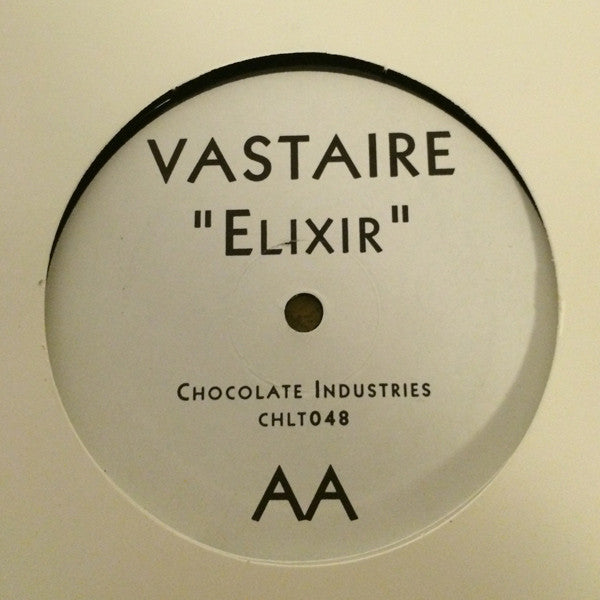 VASTAIRE
"ELIXIR"
CHOCOLATE INDUSTRIES
CHLT048
AA